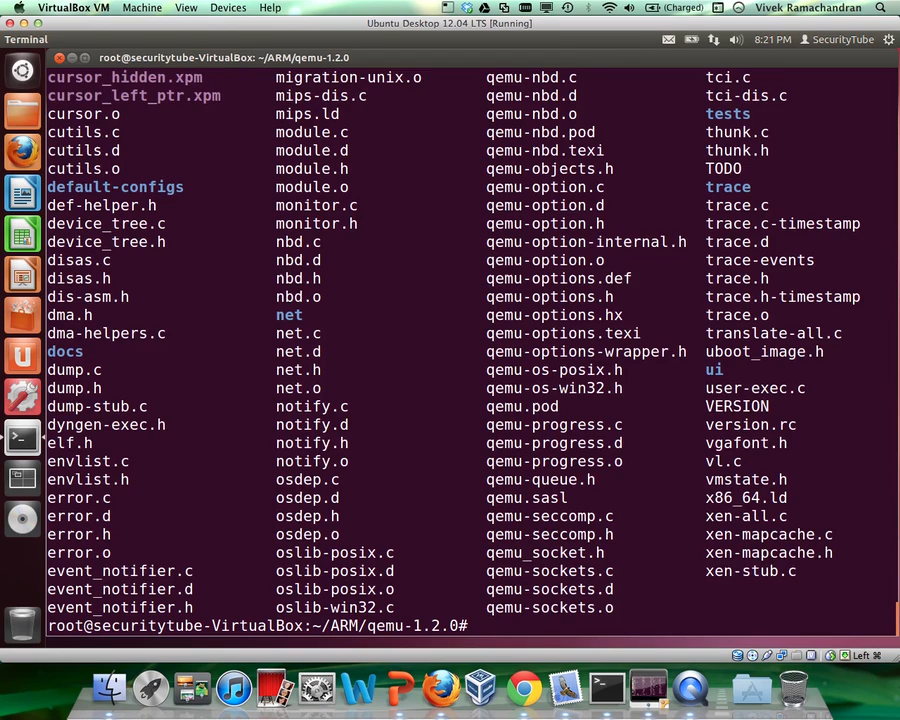 VirtualBox VM Machine View Devices Help (Charged) Vivek Ramachandran
Ubuntu Desktop 12.04 LTS [Running]
Terminal 8:21 PM SecurityTube
root@securitytube-VirtualBox: ~/ARM/qemu-1.2.0
cursor_hidden.xpm migration-unix.o qemu-nbd.c tci.c
cursor_left_ptr.xpm mips-dis.c qemu-nbd.d tci-dis.c
cursor.o mips.ld qemu-nbd.o tests
cutils.c module.c qemu-nbd.pod thunk.c
cutils.d module.d qemu-nbd.texi thunk.h
cutils.o module.h qemu-objects.h TODO
default-configs module.o qemu-option.c trace
def-helper.h monitor.c qemu-option.d trace.c
device_tree.c monitor.h qemu-option.h trace.c-timestamp
device_tree.h nbd.c qemu-option-internal.h trace.d
disas.c nbd.d qemu-option.o trace-events
disas.h nbd.h qemu-options.def trace.h
dis-asm.h nbd.o qemu-options.h trace.h-timestamp
dma.h net qemu-options.hx trace.o
dma-helpers.c net.c qemu-options.texi translate-all.c
docs net.d qemu-options-wrapper.h uboot_image.h
dump.c net.h qemu-os-posix.h ui
dump.h net.o qemu-os-win32.h user-exec.c
dump-stub.c notify.c qemu.pod VERSION
dyngen-exec.h notify.d qemu-progress.c version.rc
elf.h notify.h qemu-progress.d vgafont.h
envlist.c notify.o qemu-progress.o vl.c
envlist.h osdep.c qemu-queue.h vmstate.h
error.c osdep.d qemu.sasl x86_64.ld
error.d osdep.h qemu-seccomp.c xen-all.c
error.h osdep.o qemu-seccomp.h xen-mapcache.c
error.o oslib-posix.c qemu_socket.h xen-mapcache.h
event_notifier.c oslib-posix.d qemu-sockets.c xen-stub.c
event_notifier.d oslib-posix.o qemu-sockets.d
event_notifier.h oslib-win32.c qemu-sockets.o
root@securitytube-VirtualBox:~/ARM/qemu-1.2.0#
Left ⌘